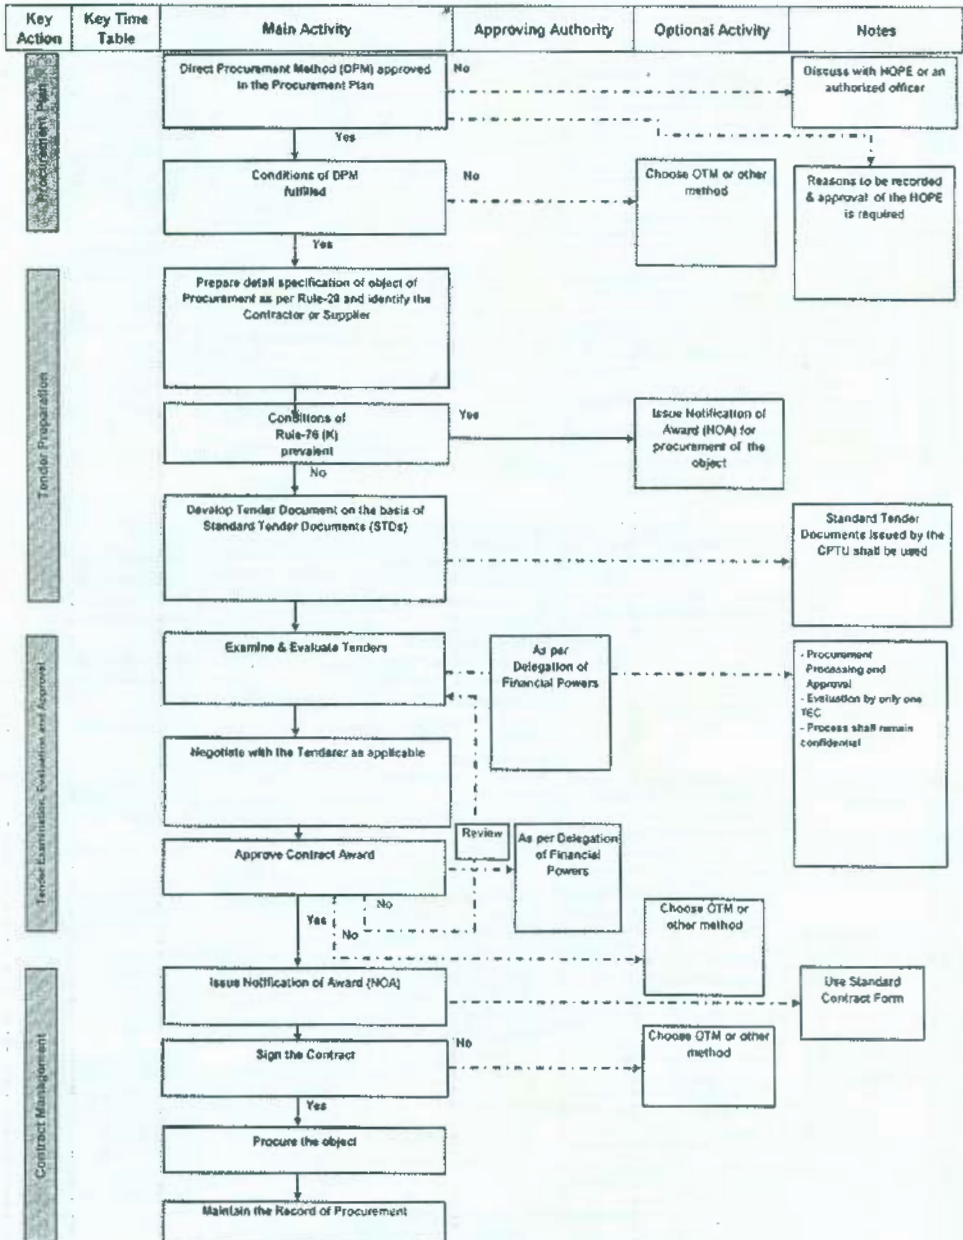 Key
Action
Key Time
Table
Main Activity
Approving Authority
Optional Activity
Notes
Procurement Plan
Direct Procurement Method (DPM) approved
in the Procurement Plan
No
Discuss with HOPE or an
authorized officer
Yes
Conditions of DPM
fulfilled
No
Choose OTM or other
method
Reasons to be recorded
& approval of the HOPE
is required
Yes
Tender Preparation
Prepare detail specification of object of
Procurement as per Rule-29 and identify the
Contractor or Supplier
Conditions of
Rule-76 (K)
prevalent
Yes
Issue Notification of
Award (NOA) for
procurement of the
object
No
Develop Tender Document on the basis of
Standard Tender Documents (STDs)
Standard Tender
Documents issued by the
CPTU shall be used
Tender Examination, Evaluation and Approval
Examine & Evaluate Tenders
As per
Delegation of
Financial Powers
- Procurement
Processing and
Approval
- Evaluation by only one
TEC
- Process shall remain
confidential
Negotiate with the Tenderer as applicable
Review
As per Delegation
of Financial
Powers
Approve Contract Award
Yes
No
No
Choose OTM or
other method
Contract Management
Issue Notification of Award (NOA)
Use Standard
Contract Form
Sign the Contract
No
Choose OTM or other
method
Yes
Procure the object
Maintain the Record of Procurement